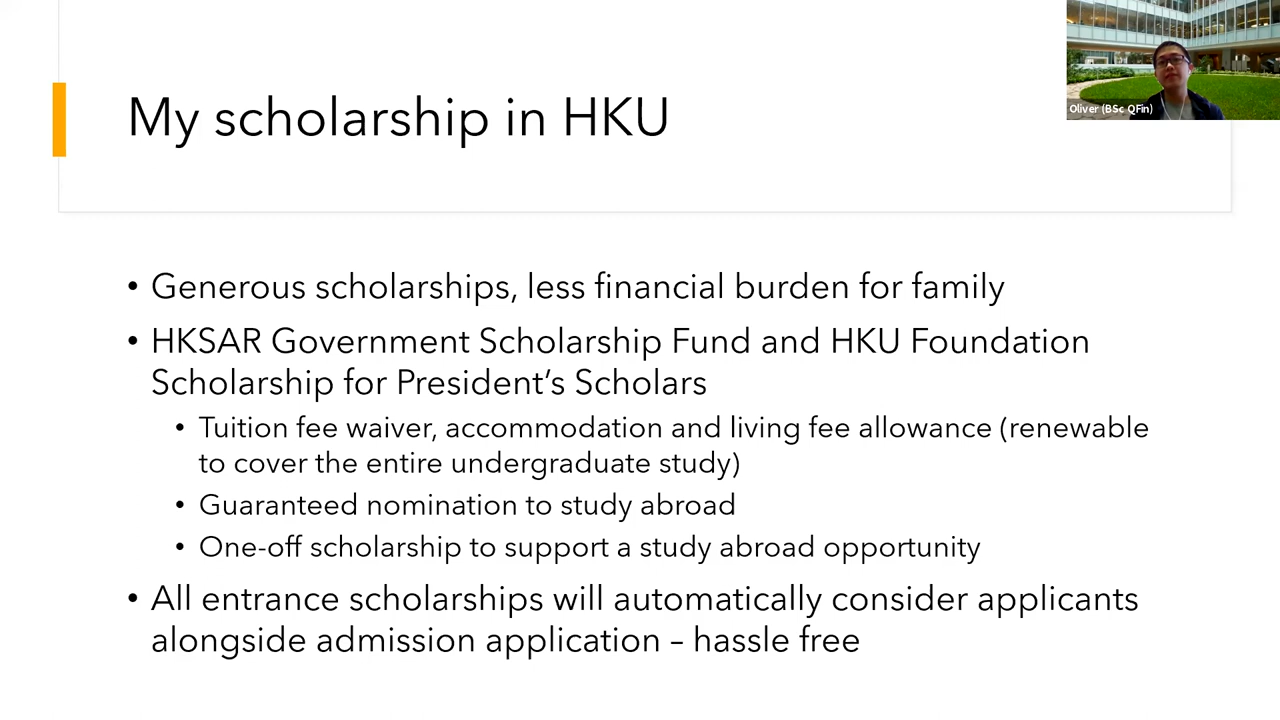 Oliver (BSc QFin)
My scholarship in HKU
• Generous scholarships, less financial burden for family
• HKSAR Government Scholarship Fund and HKU Foundation
Scholarship for President’s Scholars
• Tuition fee waiver, accommodation and living fee allowance (renewable
to cover the entire undergraduate study)
• Guaranteed nomination to study abroad
• One-off scholarship to support a study abroad opportunity
• All entrance scholarships will automatically consider applicants
alongside admission application – hassle free